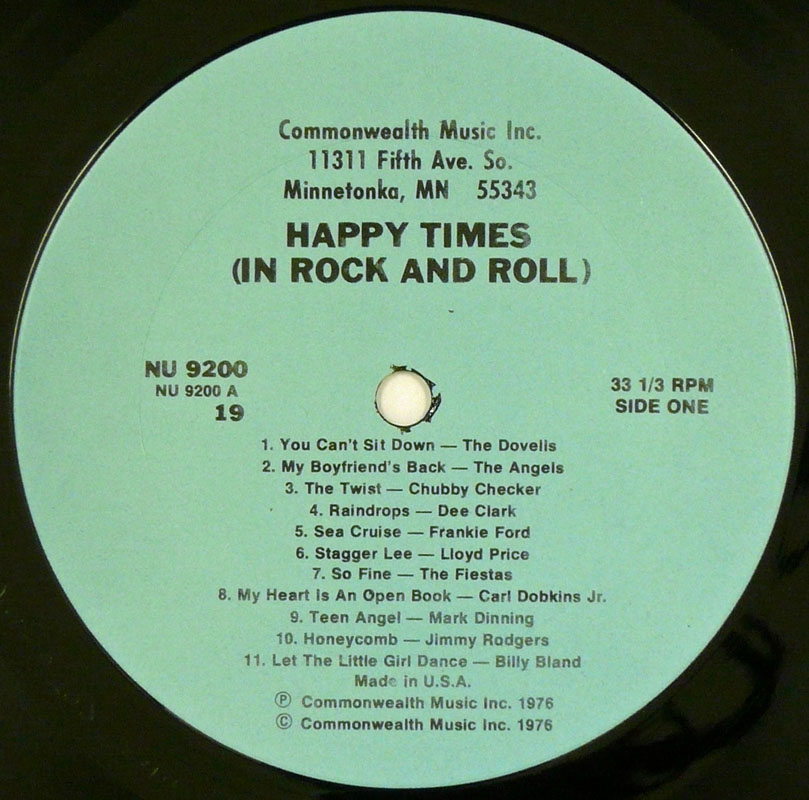 Commonwealth Music Inc.
11311 Fifth Ave. So.
Minnetonka, MN 55343
HAPPY TIMES
(IN ROCK AND ROLL)
NU 9200
NU 9200 A
19
33 1/3 RPM
SIDE ONE
1. You Can't Sit Down — The Dovells
2. My Boyfriend's Back — The Angels
3. The Twist — Chubby Checker
4. Raindrops — Dee Clark
5. Sea Cruise — Frankie Ford
6. Stagger Lee — Lloyd Price
7. So Fine — The Fiestas
8. My Heart Is An Open Book — Carl Dobkins Jr.
9. Teen Angel — Mark Dinning
10. Honeycomb — Jimmy Rodgers
11. Let The Little Girl Dance — Billy Bland
Made in U.S.A.
℗ Commonwealth Music Inc. 1976
© Commonwealth Music Inc. 1976